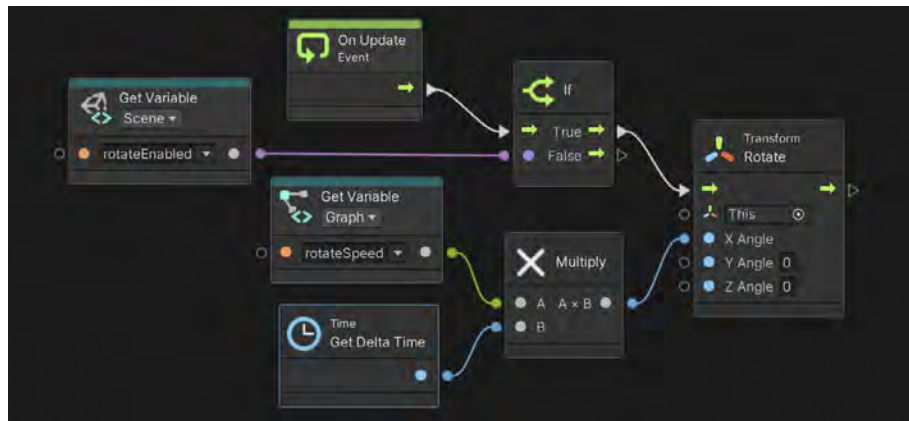 On Update
Event
Get Variable
Scene
rotateEnabled
If
True
False
Transform
Rotate
This
X Angle
Y Angle 0
Z Angle 0
Get Variable
Graph
rotateSpeed
Multiply
A A × B
B
Time
Get Delta Time